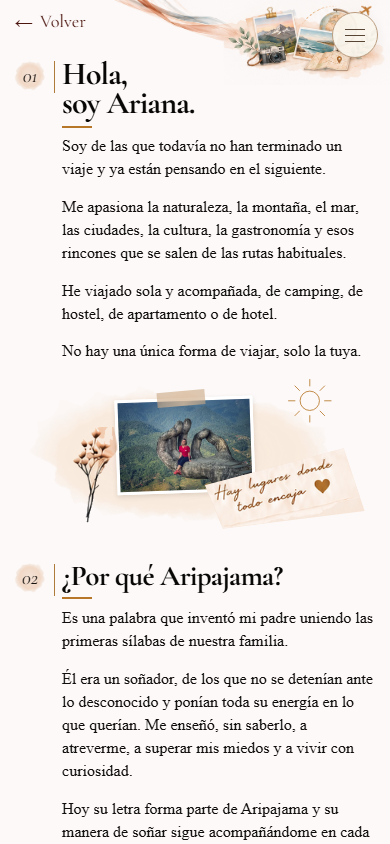 ← Volver
01
Hola,
soy Ariana.
Soy de las que todavía no han terminado un
viaje y ya están pensando en el siguiente.
Me apasiona la naturaleza, la montaña, el mar,
las ciudades, la cultura, la gastronomía y esos
rincones que se salen de las rutas habituales.
He viajado sola y acompañada, de camping, de
hostel, de apartamento o de hotel.
No hay una única forma de viajar, solo la tuya.
Hay lugares donde
todo encaja
02
¿Por qué Aripajama?
Es una palabra que inventó mi padre uniendo las
primeras sílabas de nuestra familia.
Él era un soñador, de los que no se detenían ante
lo desconocido y ponían toda su energía en lo
que querían. Me enseñó, sin saberlo, a
atreverme, a superar mis miedos y a vivir con
curiosidad.
Hoy su letra forma parte de Aripajama y su
manera de soñar sigue acompañándome en cada